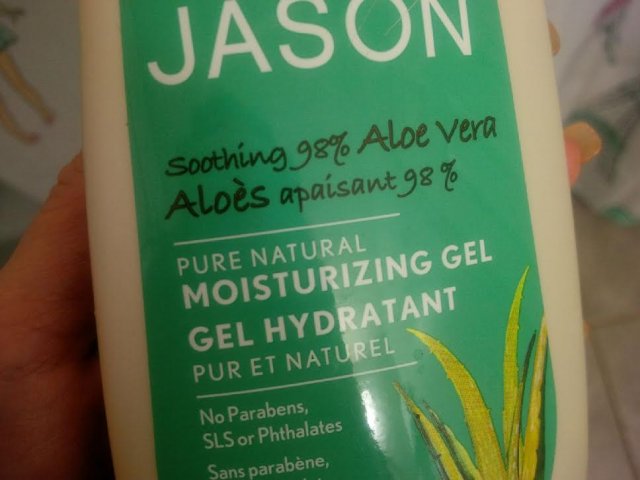 JASON
Soothing 98% Aloe Vera
Aloès apaisant 98 %
PURE NATURAL
MOISTURIZING GEL
GEL HYDRATANT
PUR ET NATUREL
No Parabens,
SLS or Phthalates
Sans parabène,